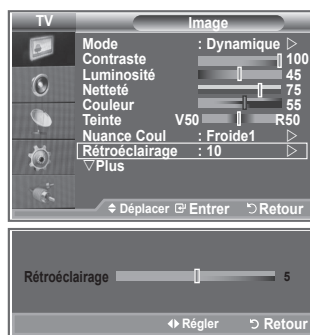 TV Image
Mode : Dynamique ▷
Contraste 100
Luminosité 45
Netteté 75
Couleur 55
Teinte V50 R50
Nuance Coul : Froide1 ▷
Rétroéclairage : 10 ▷
▽Plus
Déplacer Entrer Retour
Rétroéclairage 5
Régler Retour